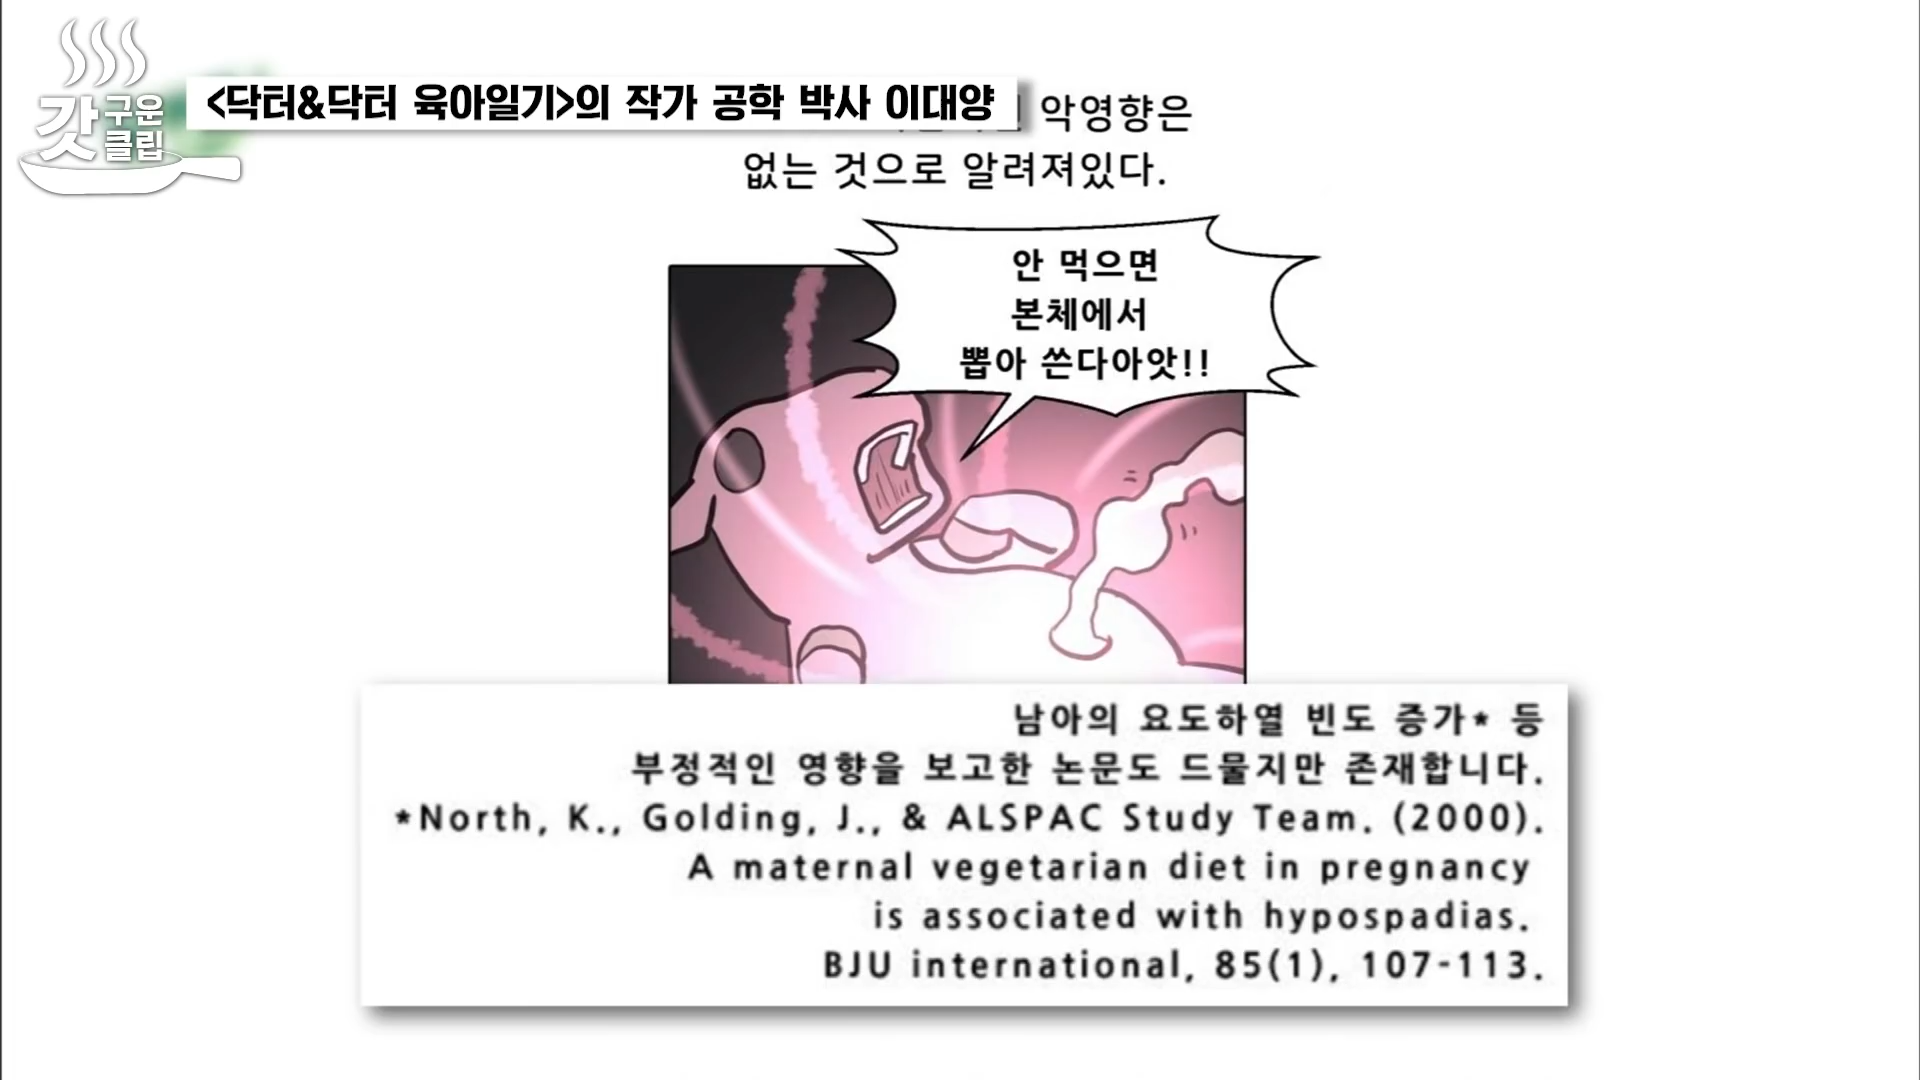 갓구운클립
<닥터&닥터 육아일기>의 작가 공학 박사 이대양
악영향은
없는 것으로 알려져있다.
안 먹으면
본체에서
뽑아 쓴다아앗!!
남아의 요도하열 빈도 증가* 등
부정적인 영향을 보고한 논문도 드물지만 존재합니다.
*North, K., Golding, J., & ALSPAC Study Team. (2000).
A maternal vegetarian diet in pregnancy
is associated with hypospadias.
BJU international, 85(1), 107-113.